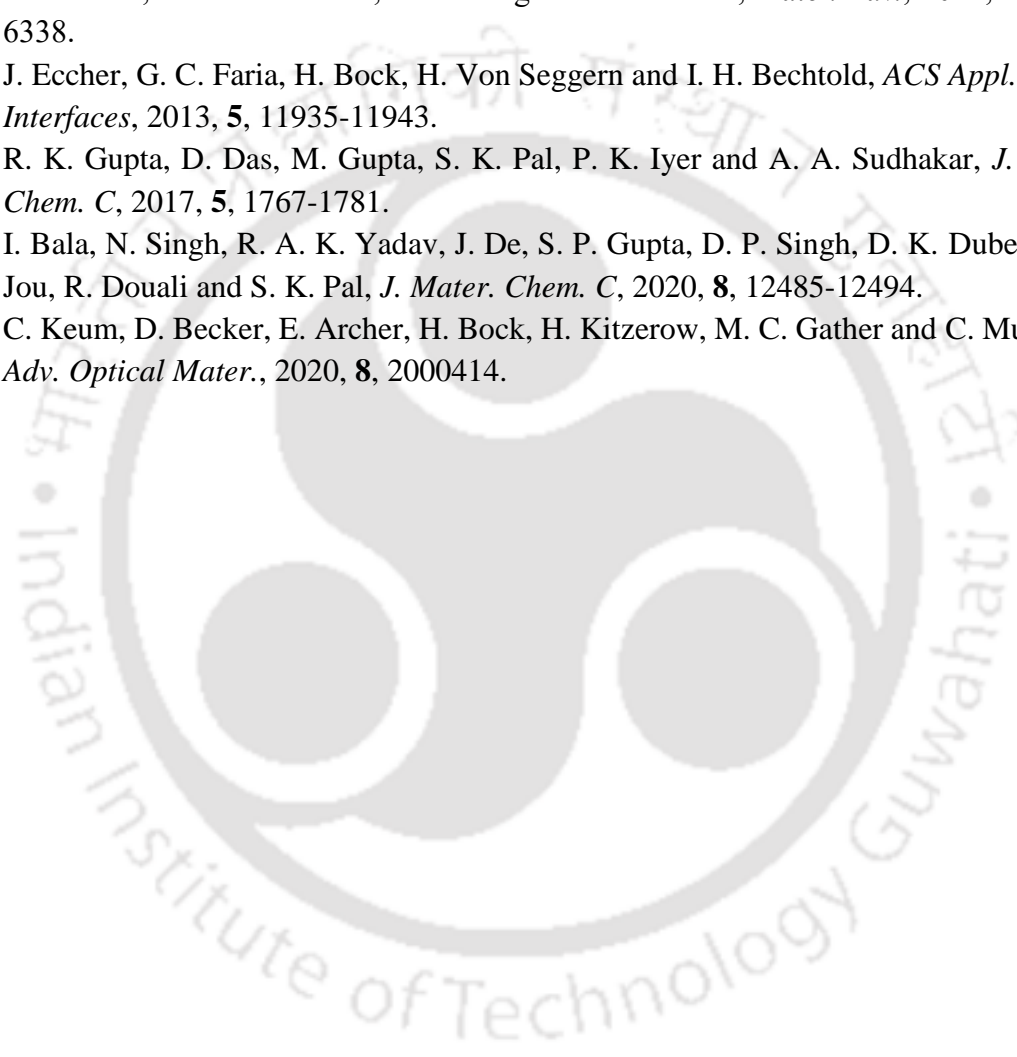 6338.
J. Eccher, G. C. Faria, H. Bock, H. Von Seggern and I. H. Bechtold, ACS Appl.
Interfaces, 2013, 5, 11935-11943.
R. K. Gupta, D. Das, M. Gupta, S. K. Pal, P. K. Iyer and A. A. Sudhakar, J.
Chem. C, 2017, 5, 1767-1781.
I. Bala, N. Singh, R. A. K. Yadav, J. De, S. P. Gupta, D. P. Singh, D. K. Dube
Jou, R. Douali and S. K. Pal, J. Mater. Chem. C, 2020, 8, 12485-12494.
C. Keum, D. Becker, E. Archer, H. Bock, H. Kitzerow, M. C. Gather and C. Mu
Adv. Optical Mater., 2020, 8, 2000414.
Indian Institute of Technology Guwahati